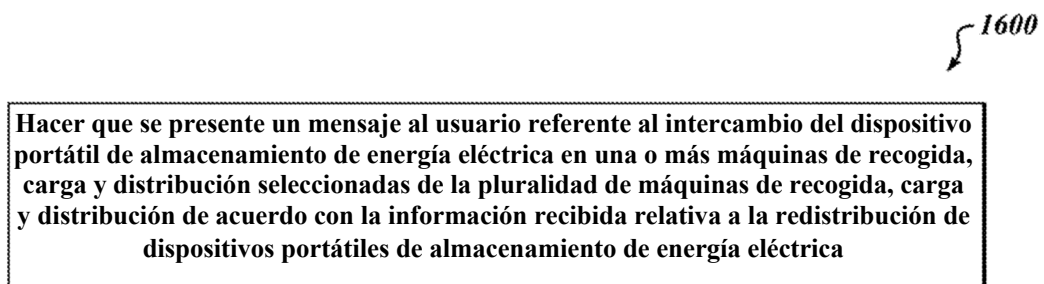 1600
Hacer que se presente un mensaje al usuario referente al intercambio del dispositivo
portátil de almacenamiento de energía eléctrica en una o más máquinas de recogida,
carga y distribución seleccionadas de la pluralidad de máquinas de recogida, carga
y distribución de acuerdo con la información recibida relativa a la redistribución de
dispositivos portátiles de almacenamiento de energía eléctrica